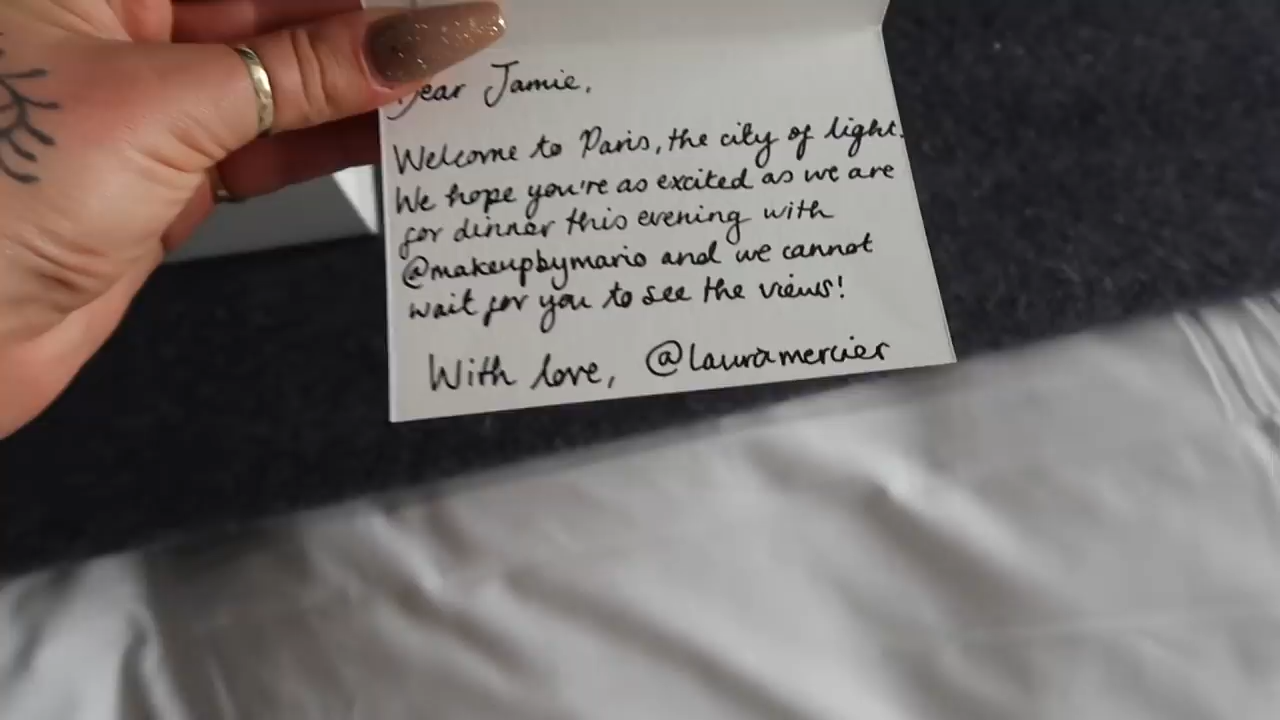 Dear Jamie,
Welcome to Paris, the city of light.
We hope you're as excited as we are
for dinner this evening with
@makeupbymario and we cannot
wait for you to see the views!
With love, @lauramercier